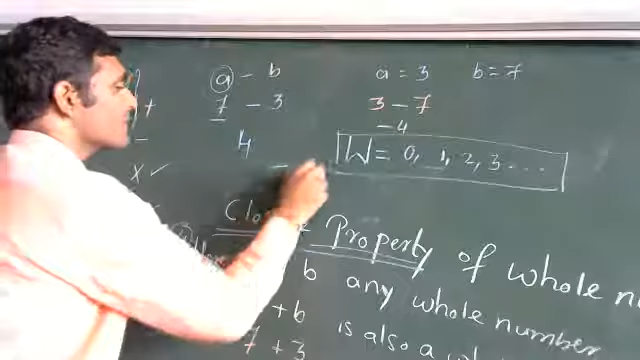 a - b
a = 3 b = 7
7 - 3
3 - 7
4
-4
W = 0, 1, 2, 3 ...
+
-
x ✓
Property of whole
b any whole number
+ b is also a
7 + 3